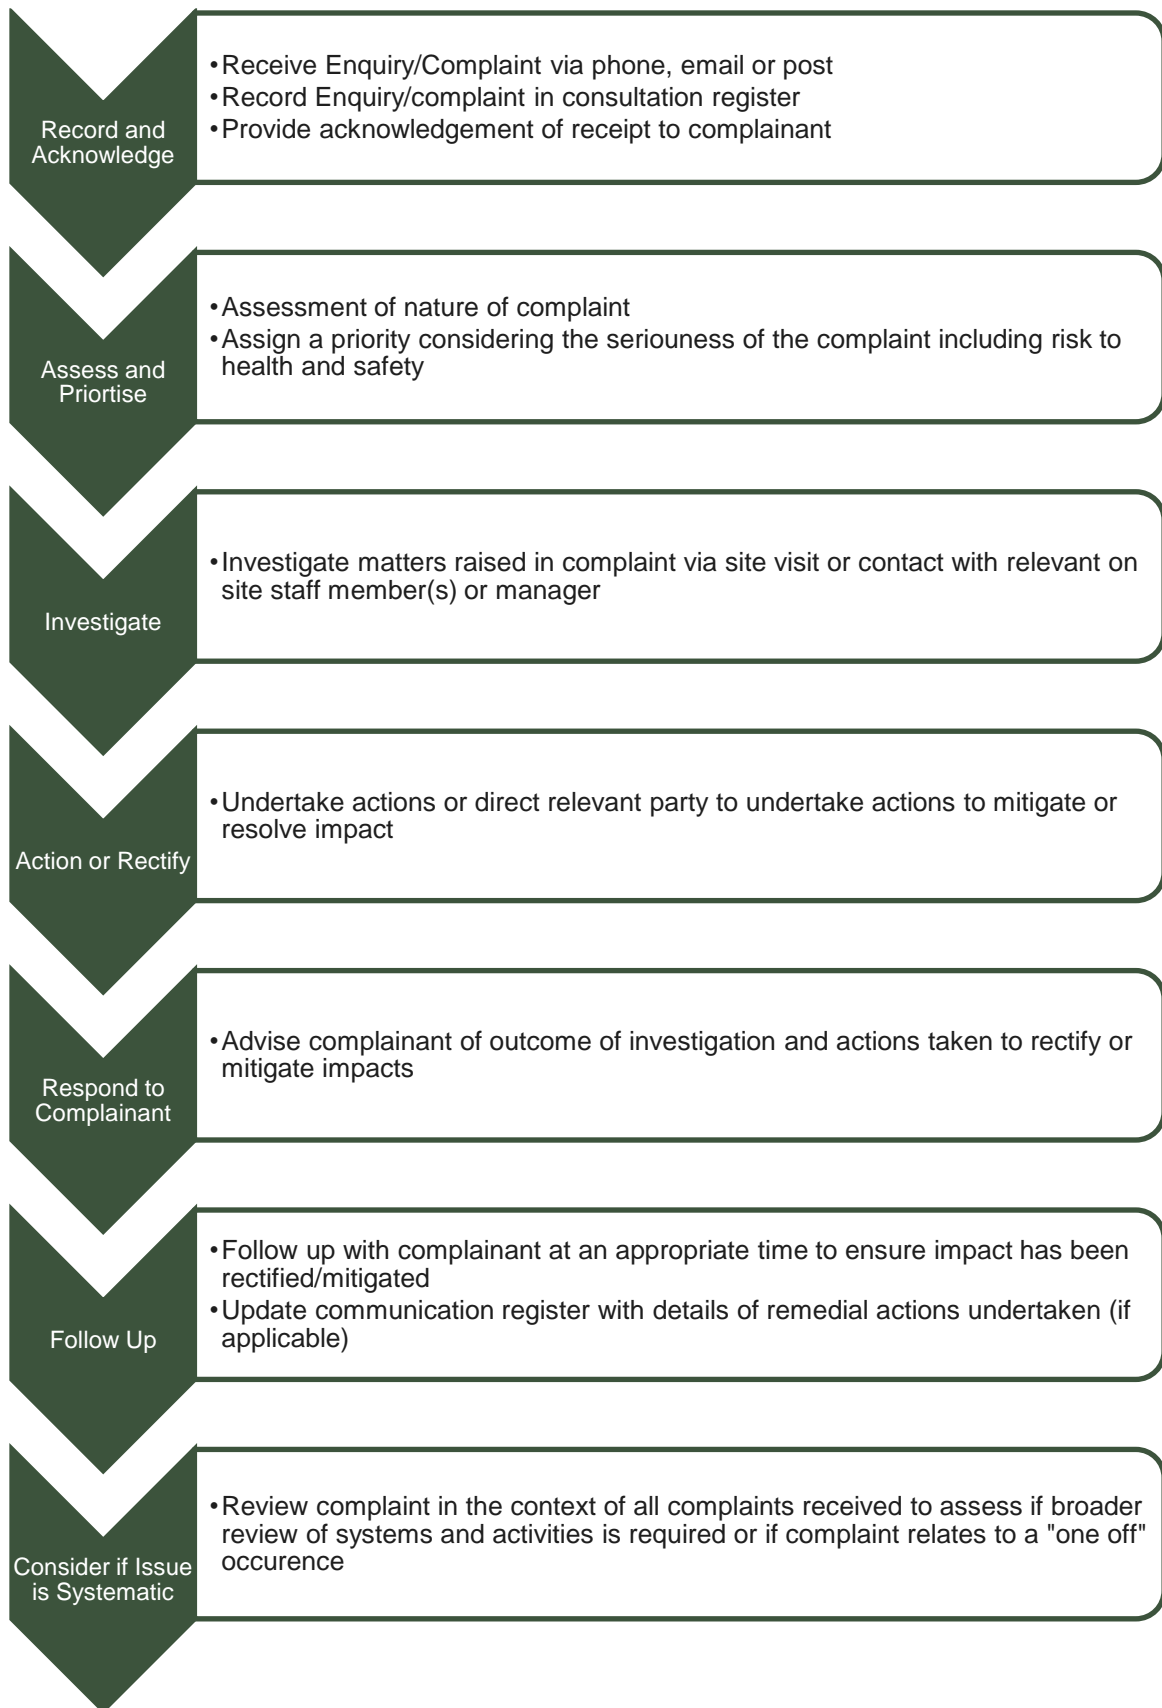 Record and
Acknowledge
•Receive Enquiry/Complaint via phone, email or post
•Record Enquiry/complaint in consultation register
•Provide acknowledgement of receipt to complainant
Assess and
Priortise
•Assessment of nature of complaint
•Assign a priority considering the seriouness of the complaint including risk to
health and safety
Investigate
•Investigate matters raised in complaint via site visit or contact with relevant on
site staff member(s) or manager
Action or Rectify
•Undertake actions or direct relevant party to undertake actions to mitigate or
resolve impact
Respond to
Complainant
•Advise complainant of outcome of investigation and actions taken to rectify or
mitigate impacts
Follow Up
•Follow up with complainant at an appropriate time to ensure impact has been
rectified/mitigated
•Update communication register with details of remedial actions undertaken (if
applicable)
Consider if Issue
is Systematic
•Review complaint in the context of all complaints received to assess if broader
review of systems and activities is required or if complaint relates to a "one off"
occurence